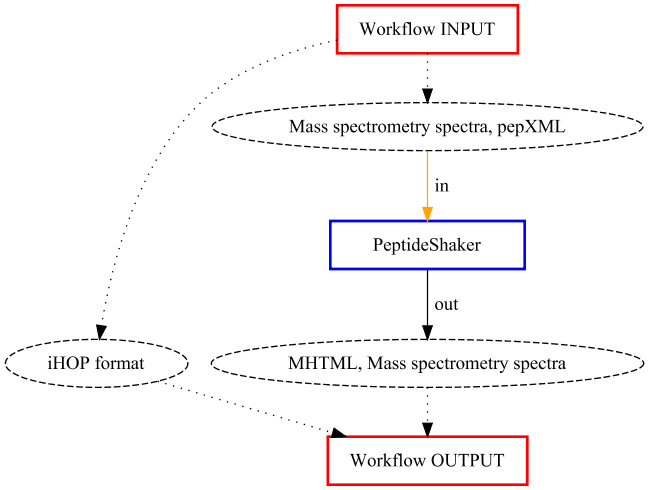 Workflow INPUT
Mass spectrometry spectra, pepXML
in
PeptideShaker
out
iHOP format
MHTML, Mass spectrometry spectra
Workflow OUTPUT